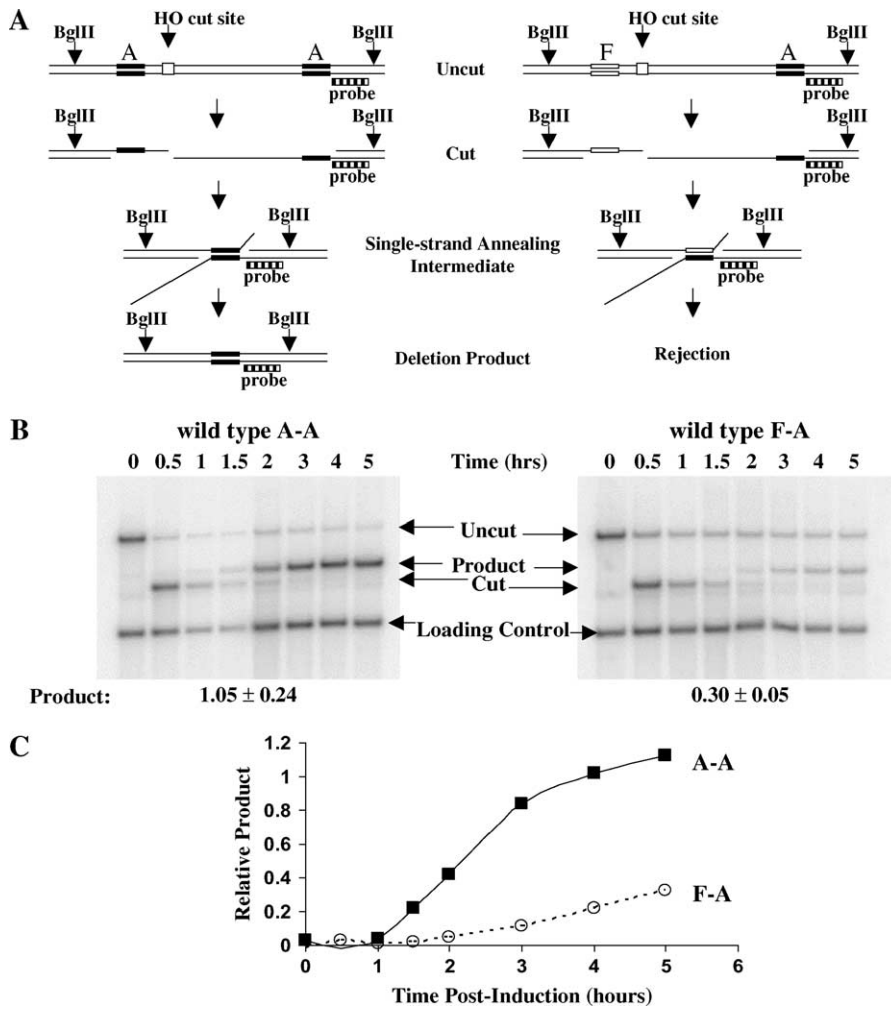 A
HO cut site
BglII A A BglII
probe
Uncut
HO cut site
BglII F A BglII
probe
BglII BglII
probe
Cut
BglII BglII
probe
BglII BglII
probe
Single-strand Annealing
Intermediate
BglII BglII
probe
BglII BglII
probe
Deletion Product
Rejection
B
wild type A-A
wild type F-A
0 0.5 1 1.5 2 3 4 5
Time (hrs)
0 0.5 1 1.5 2 3 4 5
Uncut
Product
Cut
Loading Control
Product: 1.05 ± 0.24
0.30 ± 0.05
C
Relative Product
1.2
1
0.8
0.6
0.4
0.2
0
A-A
F-A
0 1 2 3 4 5 6
Time Post-Induction (hours)